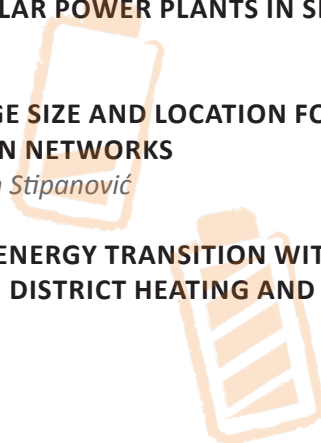 LAR POWER PLANTS IN S
GE SIZE AND LOCATION FO
N NETWORKS
Stipanović
ENERGY TRANSITION WIT
DISTRICT HEATING AND